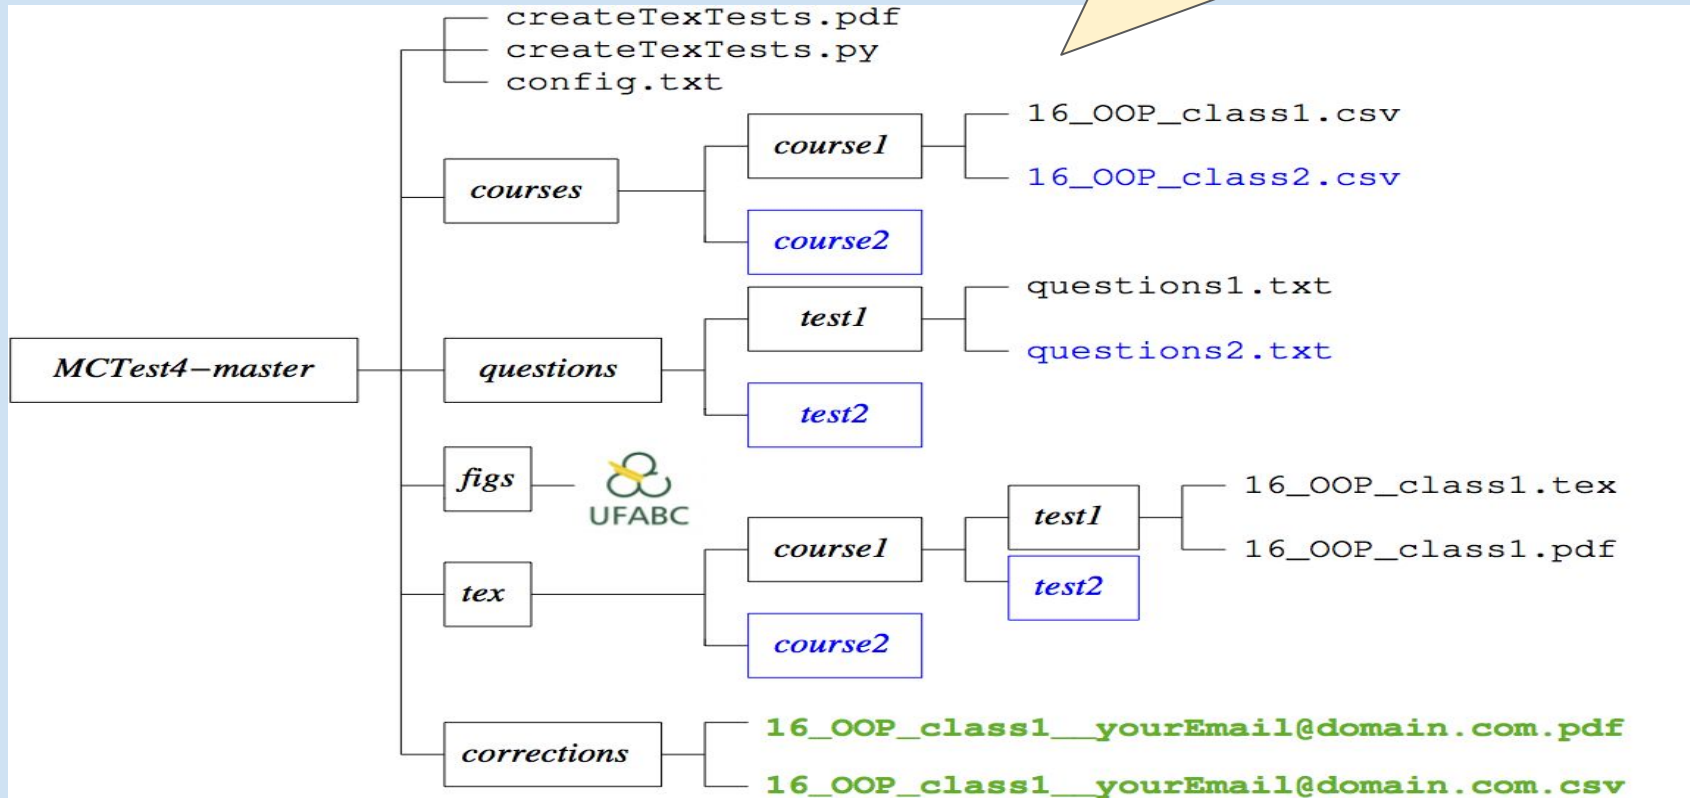 createTexTests.pdf
createTexTests.py
config.txt
16_OOP_class1.csv
course1
16_OOP_class2.csv
courses
course2
questions1.txt
test1
questions2.txt
MCTest4-master
questions
test2
figs
UFABC
16_OOP_class1.tex
test1
course1
16_OOP_class1.pdf
tex
test2
course2
16_OOP_class1__yourEmail@domain.com.pdf
corrections
16_OOP_class1__yourEmail@domain.com.csv